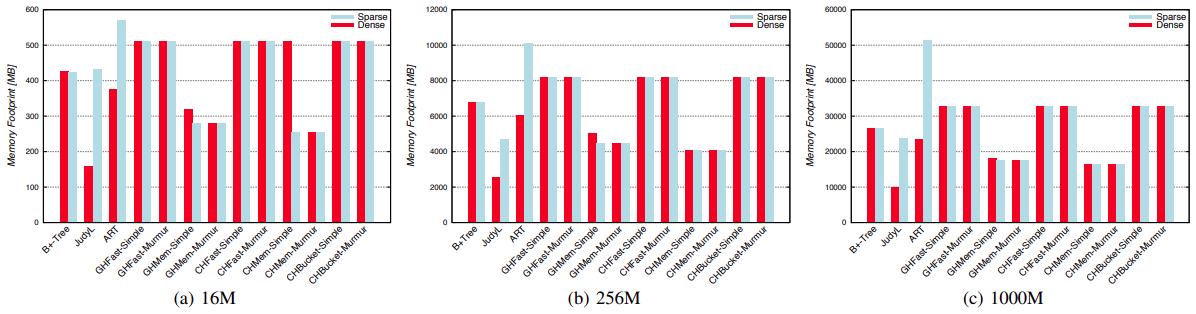 Memory Footprint [MB]
600
500
400
300
200
100
0
Sparse
Dense
B+-Tree
JudyL
ART
GHFast-Simple
GHFast-Murmur
GHMem-Simple
GHMem-Murmur
CHFast-Simple
CHFast-Murmur
CHMem-Simple
CHMem-Murmur
CHBucket-Simple
CHBucket-Murmur
(a) 16M
Memory Footprint [MB]
12000
10000
8000
6000
4000
2000
0
Sparse
Dense
B+-Tree
JudyL
ART
GHFast-Simple
GHFast-Murmur
GHMem-Simple
GHMem-Murmur
CHFast-Simple
CHFast-Murmur
CHMem-Simple
CHMem-Murmur
CHBucket-Simple
CHBucket-Murmur
(b) 256M
Memory Footprint [MB]
60000
50000
40000
30000
20000
10000
0
Sparse
Dense
B+-Tree
JudyL
ART
GHFast-Simple
GHFast-Murmur
GHMem-Simple
GHMem-Murmur
CHFast-Simple
CHFast-Murmur
CHMem-Simple
CHMem-Murmur
CHBucket-Simple
CHBucket-Murmur
(c) 1000M